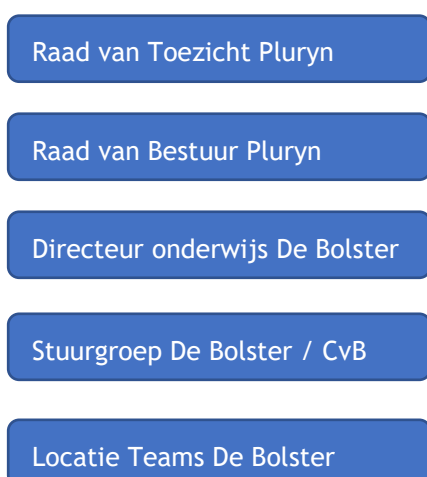 Raad van Toezicht Pluryn
Raad van Bestuur Pluryn
Directeur onderwijs De Bolster
Stuurgroep De Bolster / CvB
Locatie Teams De Bolster